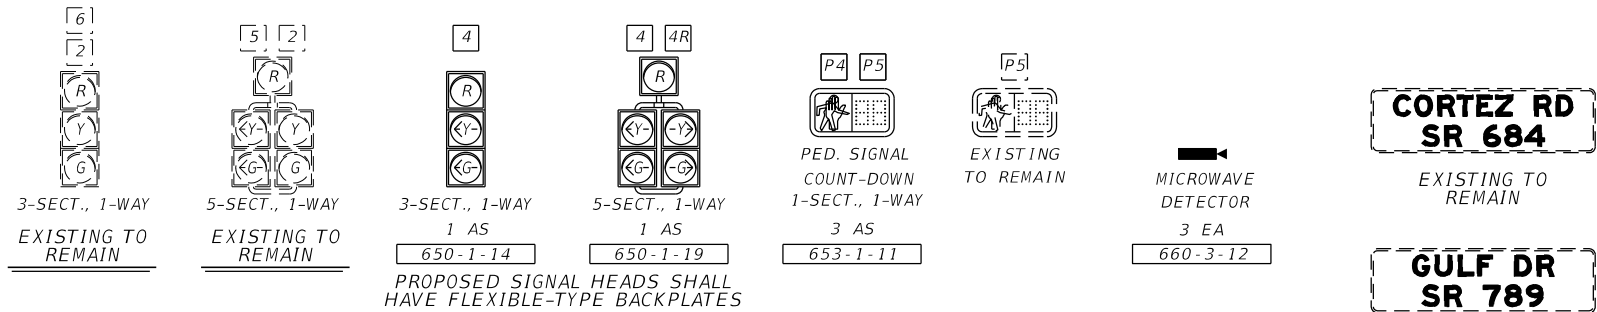 6
2
R
Y
G
3-SECT., 1-WAY
EXISTING TO
REMAIN
5 2
R
Y Y
G G
5-SECT., 1-WAY
EXISTING TO
REMAIN
4
R
Y
G
3-SECT., 1-WAY
1 AS
650-1-14
4 4R
R
Y Y
G G
5-SECT., 1-WAY
1 AS
650-1-19
PROPOSED SIGNAL HEADS SHALL
HAVE FLEXIBLE-TYPE BACKPLATES
P4 P5
PED. SIGNAL
COUNT-DOWN
1-SECT., 1-WAY
3 AS
653-1-11
P5
EXISTING
TO REMAIN
MICROWAVE
DETECTOR
3 EA
660-3-12
CORTEZ RD
SR 684
EXISTING TO
REMAIN
GULF DR
SR 789